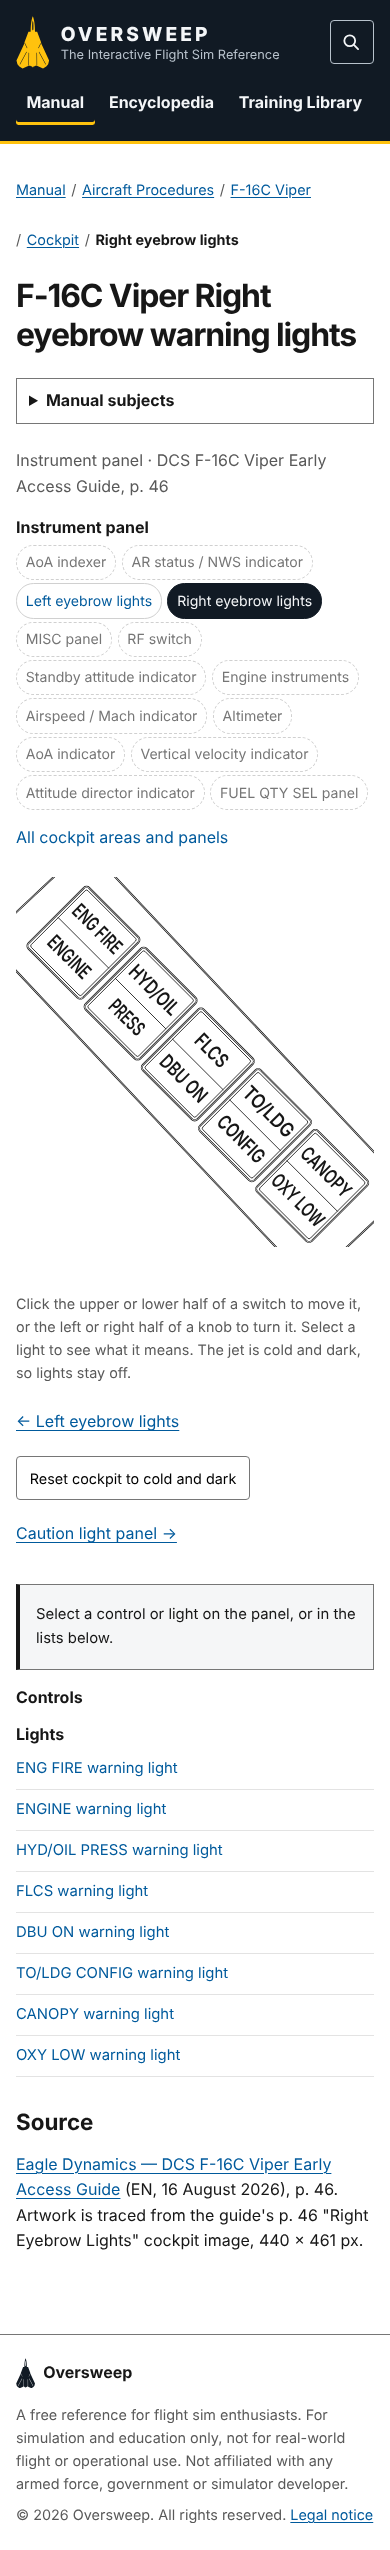 OVERSWEEP
The Interactive Flight Sim Reference
Manual Encyclopedia Training Library
Manual / Aircraft Procedures / F-16C Viper
/ Cockpit / Right eyebrow lights
F-16C Viper Right
eyebrow warning lights
▶ Manual subjects
Instrument panel · DCS F-16C Viper Early
Access Guide, p. 46
Instrument panel
AoA indexer AR status / NWS indicator
Left eyebrow lights Right eyebrow lights
MISC panel RF switch
Standby attitude indicator Engine instruments
Airspeed / Mach indicator Altimeter
AoA indicator Vertical velocity indicator
Attitude director indicator FUEL QTY SEL panel
All cockpit areas and panels
ENG FIRE
ENGINE
HYD/OIL
PRESS
FLCS
DBU ON
TO/LDG
CONFIG
CANOPY
OXY LOW
Click the upper or lower half of a switch to move it,
or the left or right half of a knob to turn it. Select a
light to see what it means. The jet is cold and dark,
so lights stay off.
← Left eyebrow lights
Reset cockpit to cold and dark
Caution light panel →
Select a control or light on the panel, or in the
lists below.
Controls
Lights
ENG FIRE warning light
ENGINE warning light
HYD/OIL PRESS warning light
FLCS warning light
DBU ON warning light
TO/LDG CONFIG warning light
CANOPY warning light
OXY LOW warning light
Source
Eagle Dynamics — DCS F-16C Viper Early
Access Guide (EN, 16 August 2026), p. 46.
Artwork is traced from the guide's p. 46 "Right
Eyebrow Lights" cockpit image, 440 × 461 px.
Oversweep
A free reference for flight sim enthusiasts. For
simulation and education only, not for real-world
flight or operational use. Not affiliated with any
armed force, government or simulator developer.
© 2026 Oversweep. All rights reserved. Legal notice